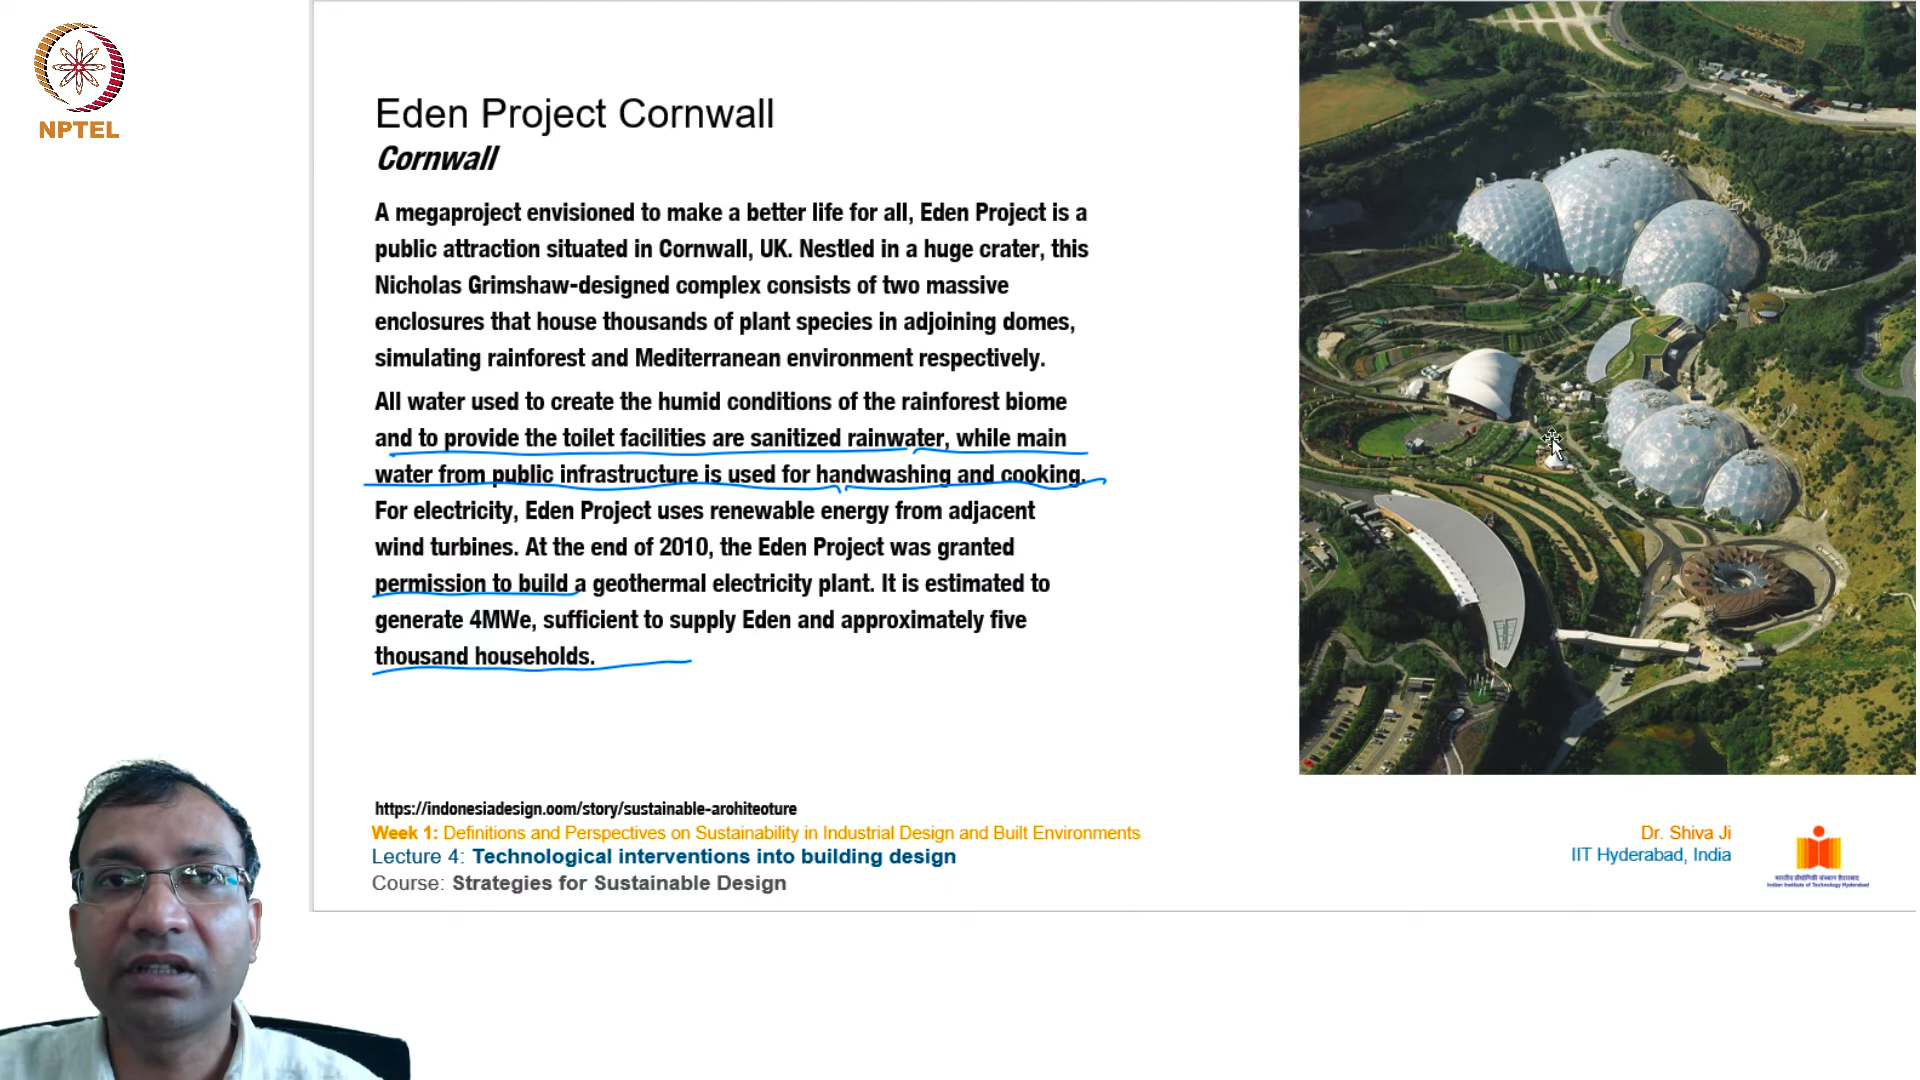 NPTEL
Eden Project Cornwall
Cornwall
A megaproject envisioned to make a better life for all, Eden Project is a
public attraction situated in Cornwall, UK. Nestled in a huge crater, this
Nicholas Grimshaw-designed complex consists of two massive
enclosures that house thousands of plant species in adjoining domes,
simulating rainforest and Mediterranean environment respectively.
All water used to create the humid conditions of the rainforest biome
and to provide the toilet facilities are sanitized rainwater, while main
water from public infrastructure is used for handwashing and cooking.
For electricity, Eden Project uses renewable energy from adjacent
wind turbines. At the end of 2010, the Eden Project was granted
permission to build a geothermal electricity plant. It is estimated to
generate 4MWe, sufficient to supply Eden and approximately five
thousand households.
https://indonesiadesign.oom/story/sustainable-arohiteoture
Week 1: Definitions and Perspectives on Sustainability in Industrial Design and Built Environments
Lecture 4: Technological interventions into building design
Course: Strategies for Sustainable Design
Dr. Shiva Ji
IIT Hyderabad, India
भारतीय प्रौद्योगिकी संस्थान हैदराबाद
Indian Institute of Technology Hyderabad